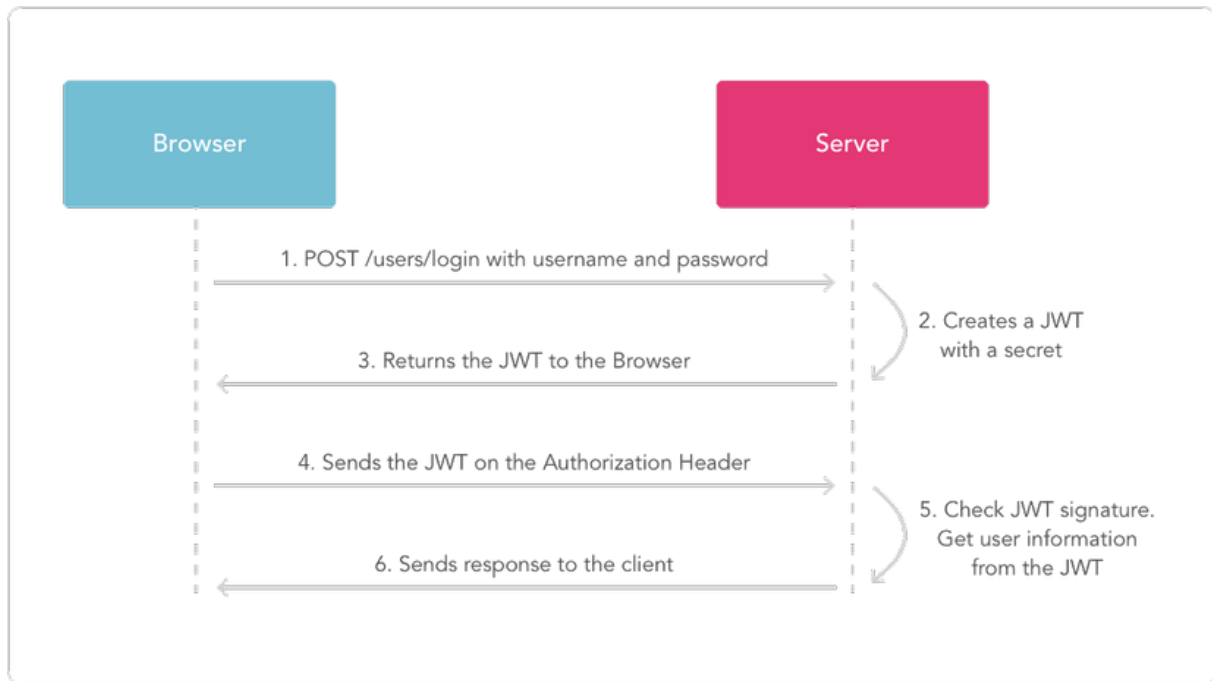 Browser
Server
1. POST /users/login with username and password
2. Creates a JWT
with a secret
3. Returns the JWT to the Browser
4. Sends the JWT on the Authorization Header
5. Check JWT signature.
Get user information
from the JWT
6. Sends response to the client